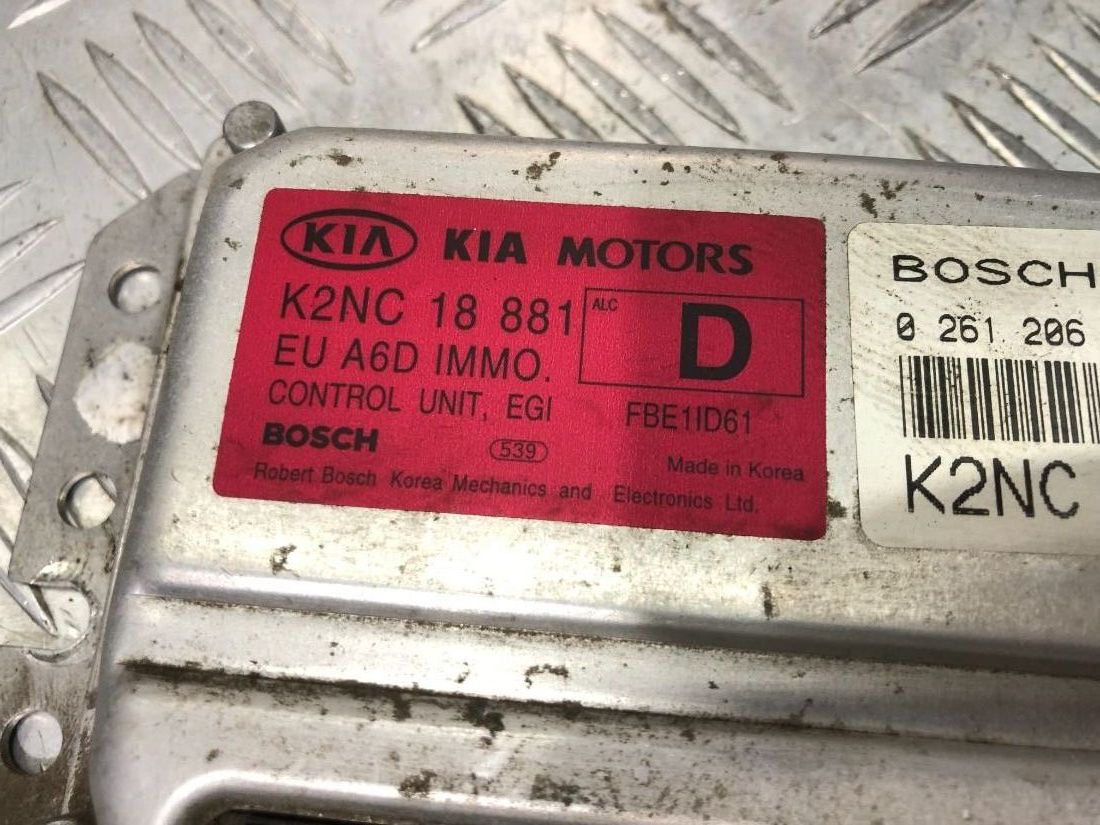 KIA KIA MOTORS
K2NC 18 881
ALC
D
EU A6D IMMO.
CONTROL UNIT, EGI
FBE1ID61
BOSCH
539
Made in Korea
Robert Bosch Korea Mechanics and Electronics Ltd.
BOSCH
0 261 206
K2NC